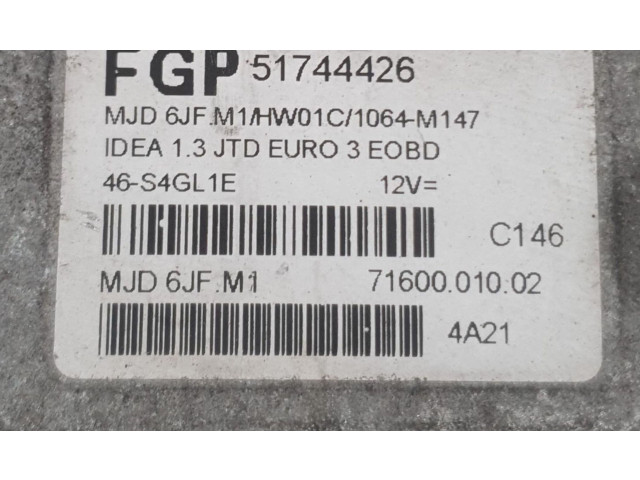 FGP 51744426
MJD 6JF.M1/HW01C/1064-M147
IDEA 1.3 JTD EURO 3 EOBD
46-S4GL1E 12V=
C146
MJD 6JF.M1 71600.010.02
4A21